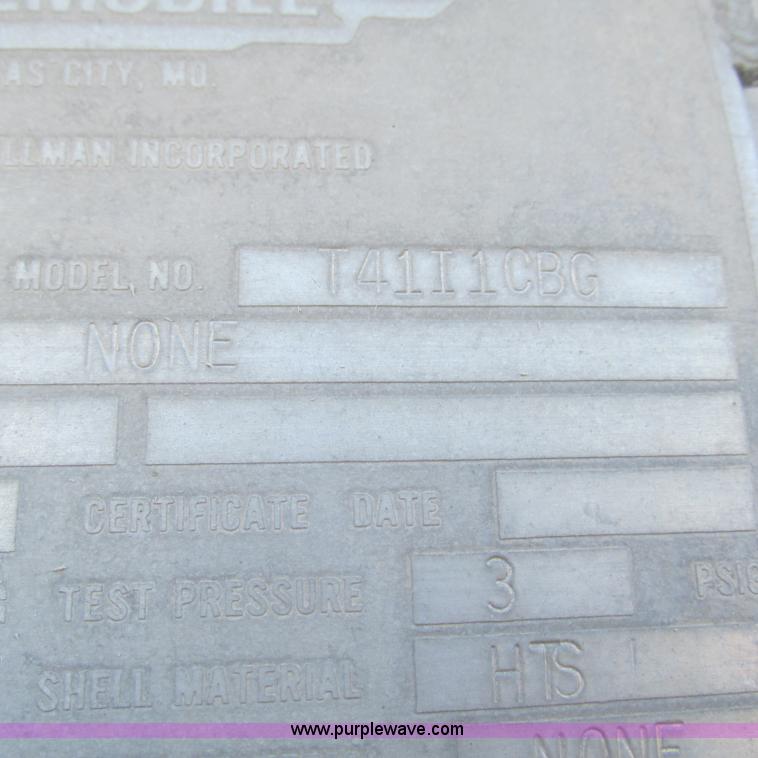 AS CITY, MO.
LLMAN INCORPORATED
MODEL NO. T41I1CBG
NONE
CERTIFICATE DATE
TEST PRESSURE 3 PSIG
SHELL MATERIAL HTS
NONE
www.purplewave.com